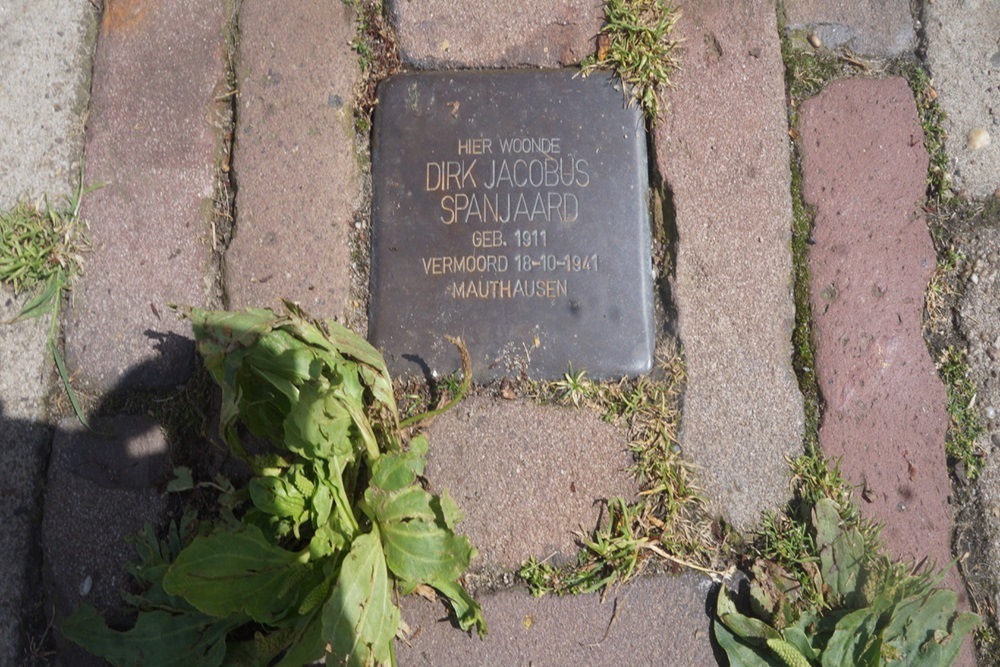 HIER WOONDE
DIRK JACOBUS
SPANJAARD
GEB. 1911
VERMOORD 18-10-1941
MAUTHAUSEN